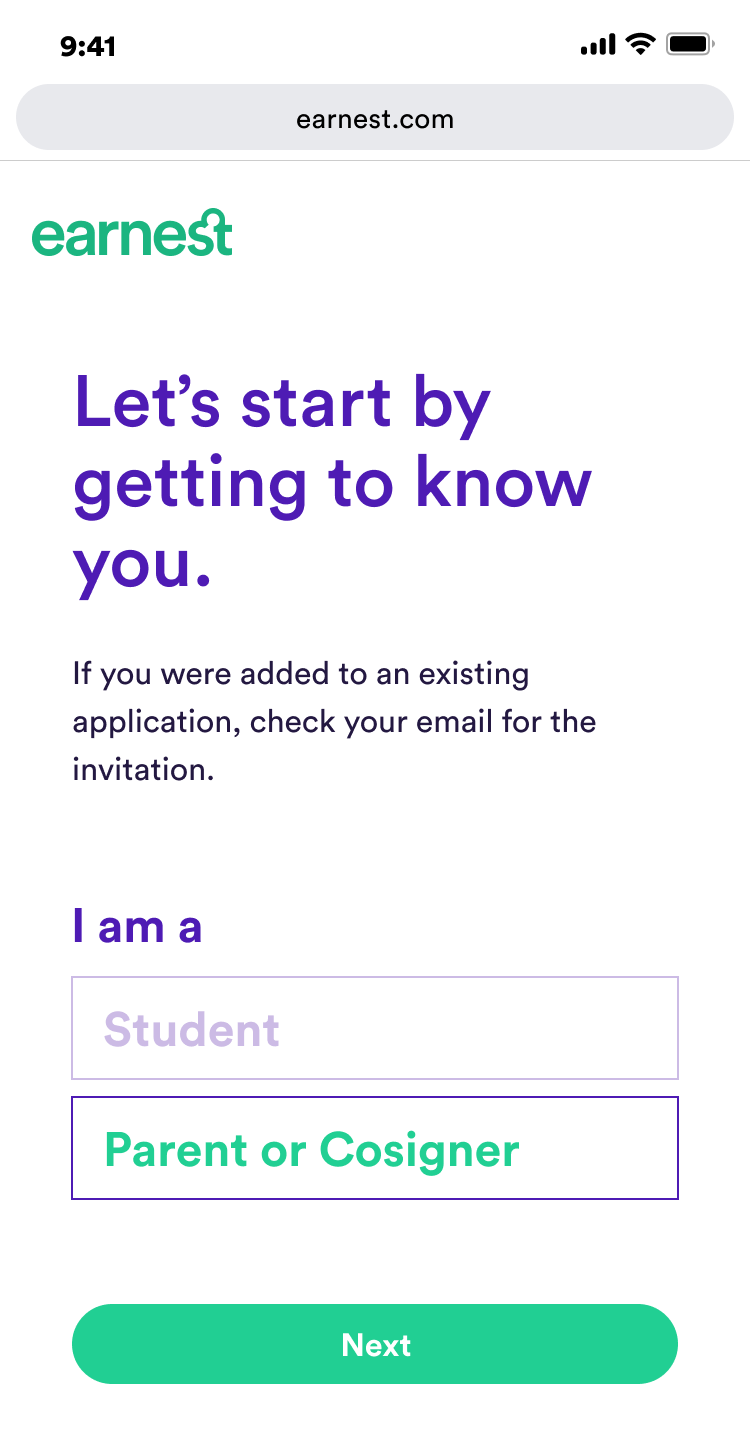 9:41
earnest.com
earnest
Let’s start by
getting to know
you.
If you were added to an existing
application, check your email for the
invitation.
I am a
Student
Parent or Cosigner
Next